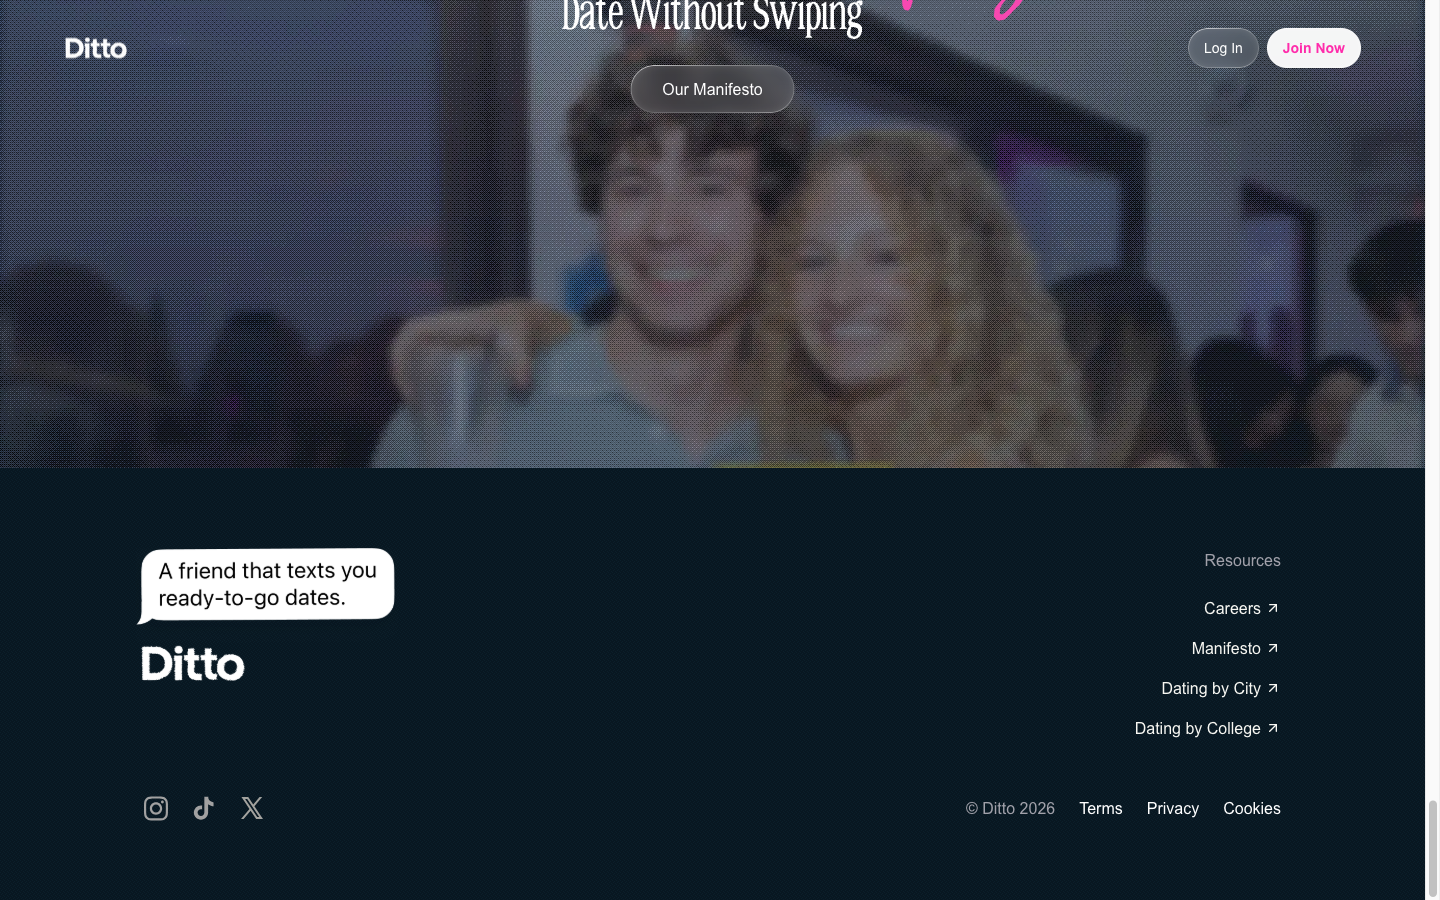 Date Without Swiping
Ditto
Log In
Join Now
Our Manifesto
A friend that texts you
ready-to-go dates.
Ditto
Resources
Careers
Manifesto
Dating by City
Dating by College
© Ditto 2026
Terms
Privacy
Cookies